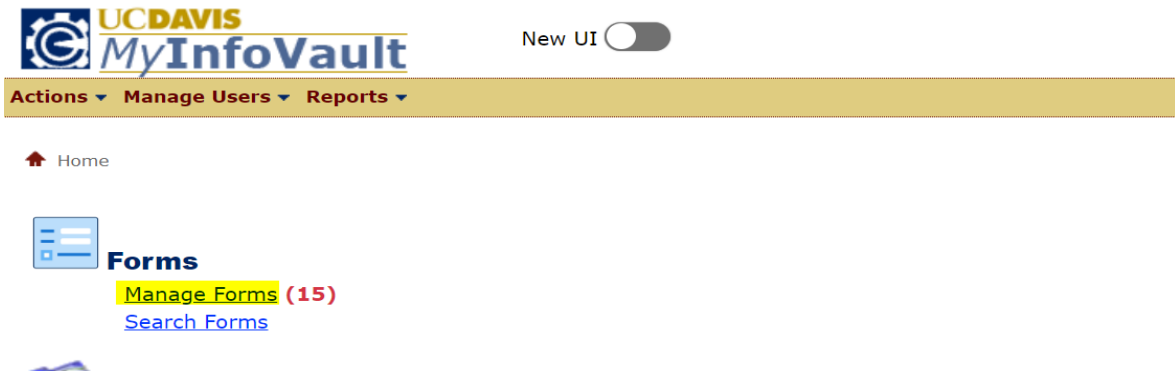 UCDAVIS
MyInfoVault
New UI
Actions Manage Users Reports
Home
Forms
Manage Forms (15)
Search Forms